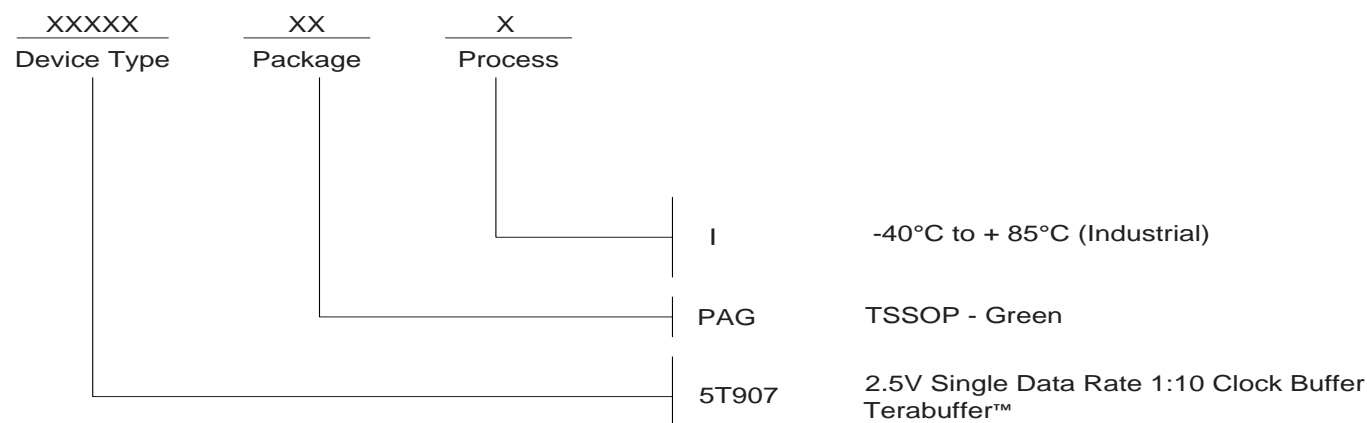 XXXXX XX X
Device Type Package Process
I -40°C to + 85°C (Industrial)
PAG TSSOP - Green
5T907 2.5V Single Data Rate 1:10 Clock Buffer
Terabuffer™